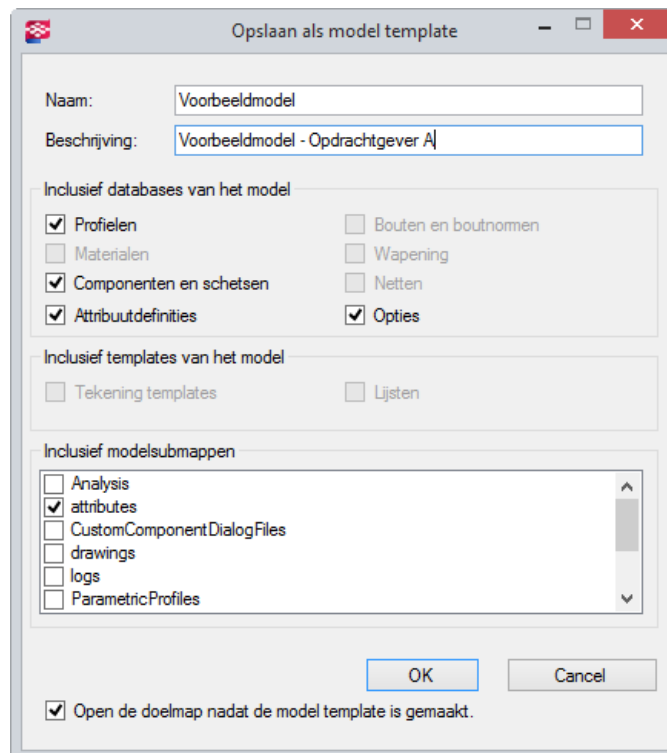 Opslaan als model template
Naam: Voorbeeldmodel
Beschrijving: Voorbeeldmodel - Opdrachtgever A
Inclusief databases van het model
Profielen Bouten en boutnormen
Materialen Wapening
Componenten en schetsen Netten
Attribuutdefinities Opties
Inclusief templates van het model
Tekening templates Lijsten
Inclusief modelsubmappen
Analysis
attributes
CustomComponentDialogFiles
drawings
logs
ParametricProfiles
OK Cancel
Open de doelmap nadat de model template is gemaakt.